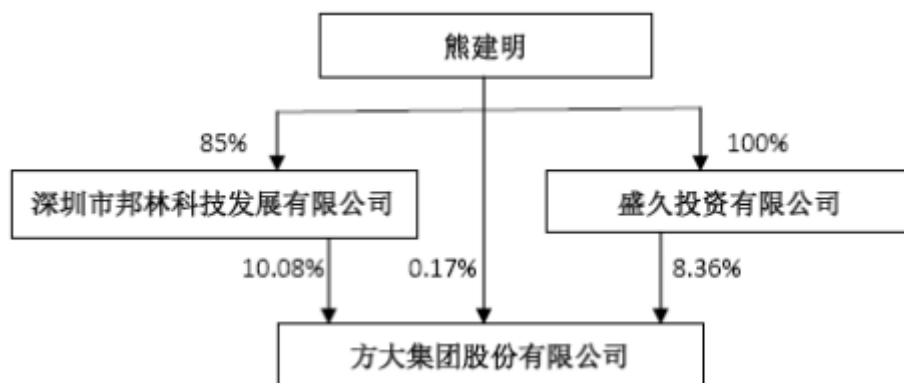 熊建明
85%
100%
深圳市邦林科技发展有限公司
盛久投资有限公司
10.08%
0.17%
8.36%
方大集团股份有限公司